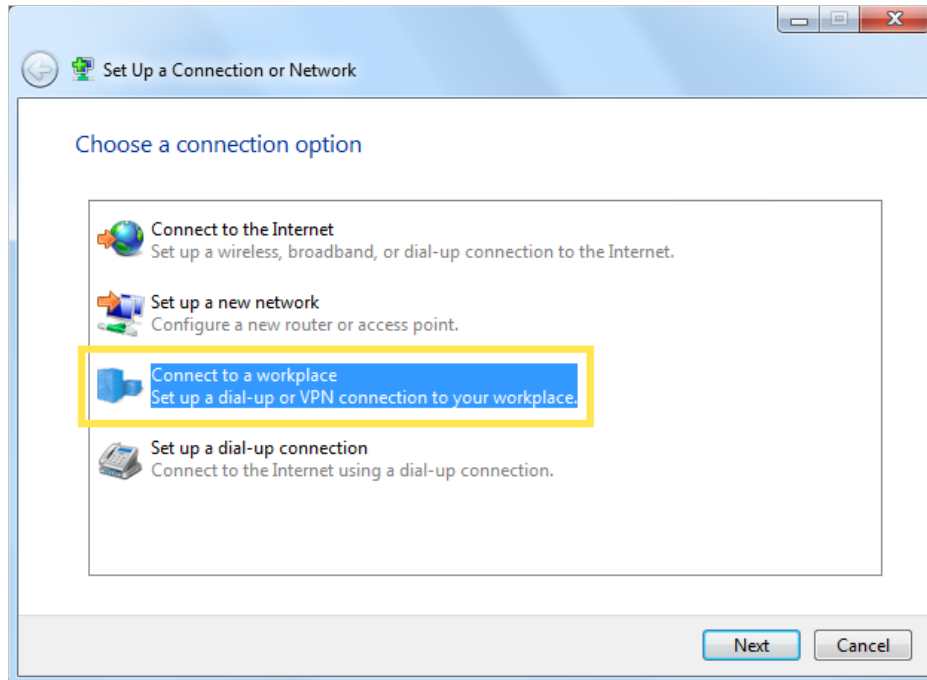 Set Up a Connection or Network
Choose a connection option
Connect to the Internet
Set up a wireless, broadband, or dial-up connection to the Internet.
Set up a new network
Configure a new router or access point.
Connect to a workplace
Set up a dial-up or VPN connection to your workplace.
Set up a dial-up connection
Connect to the Internet using a dial-up connection.
Next
Cancel